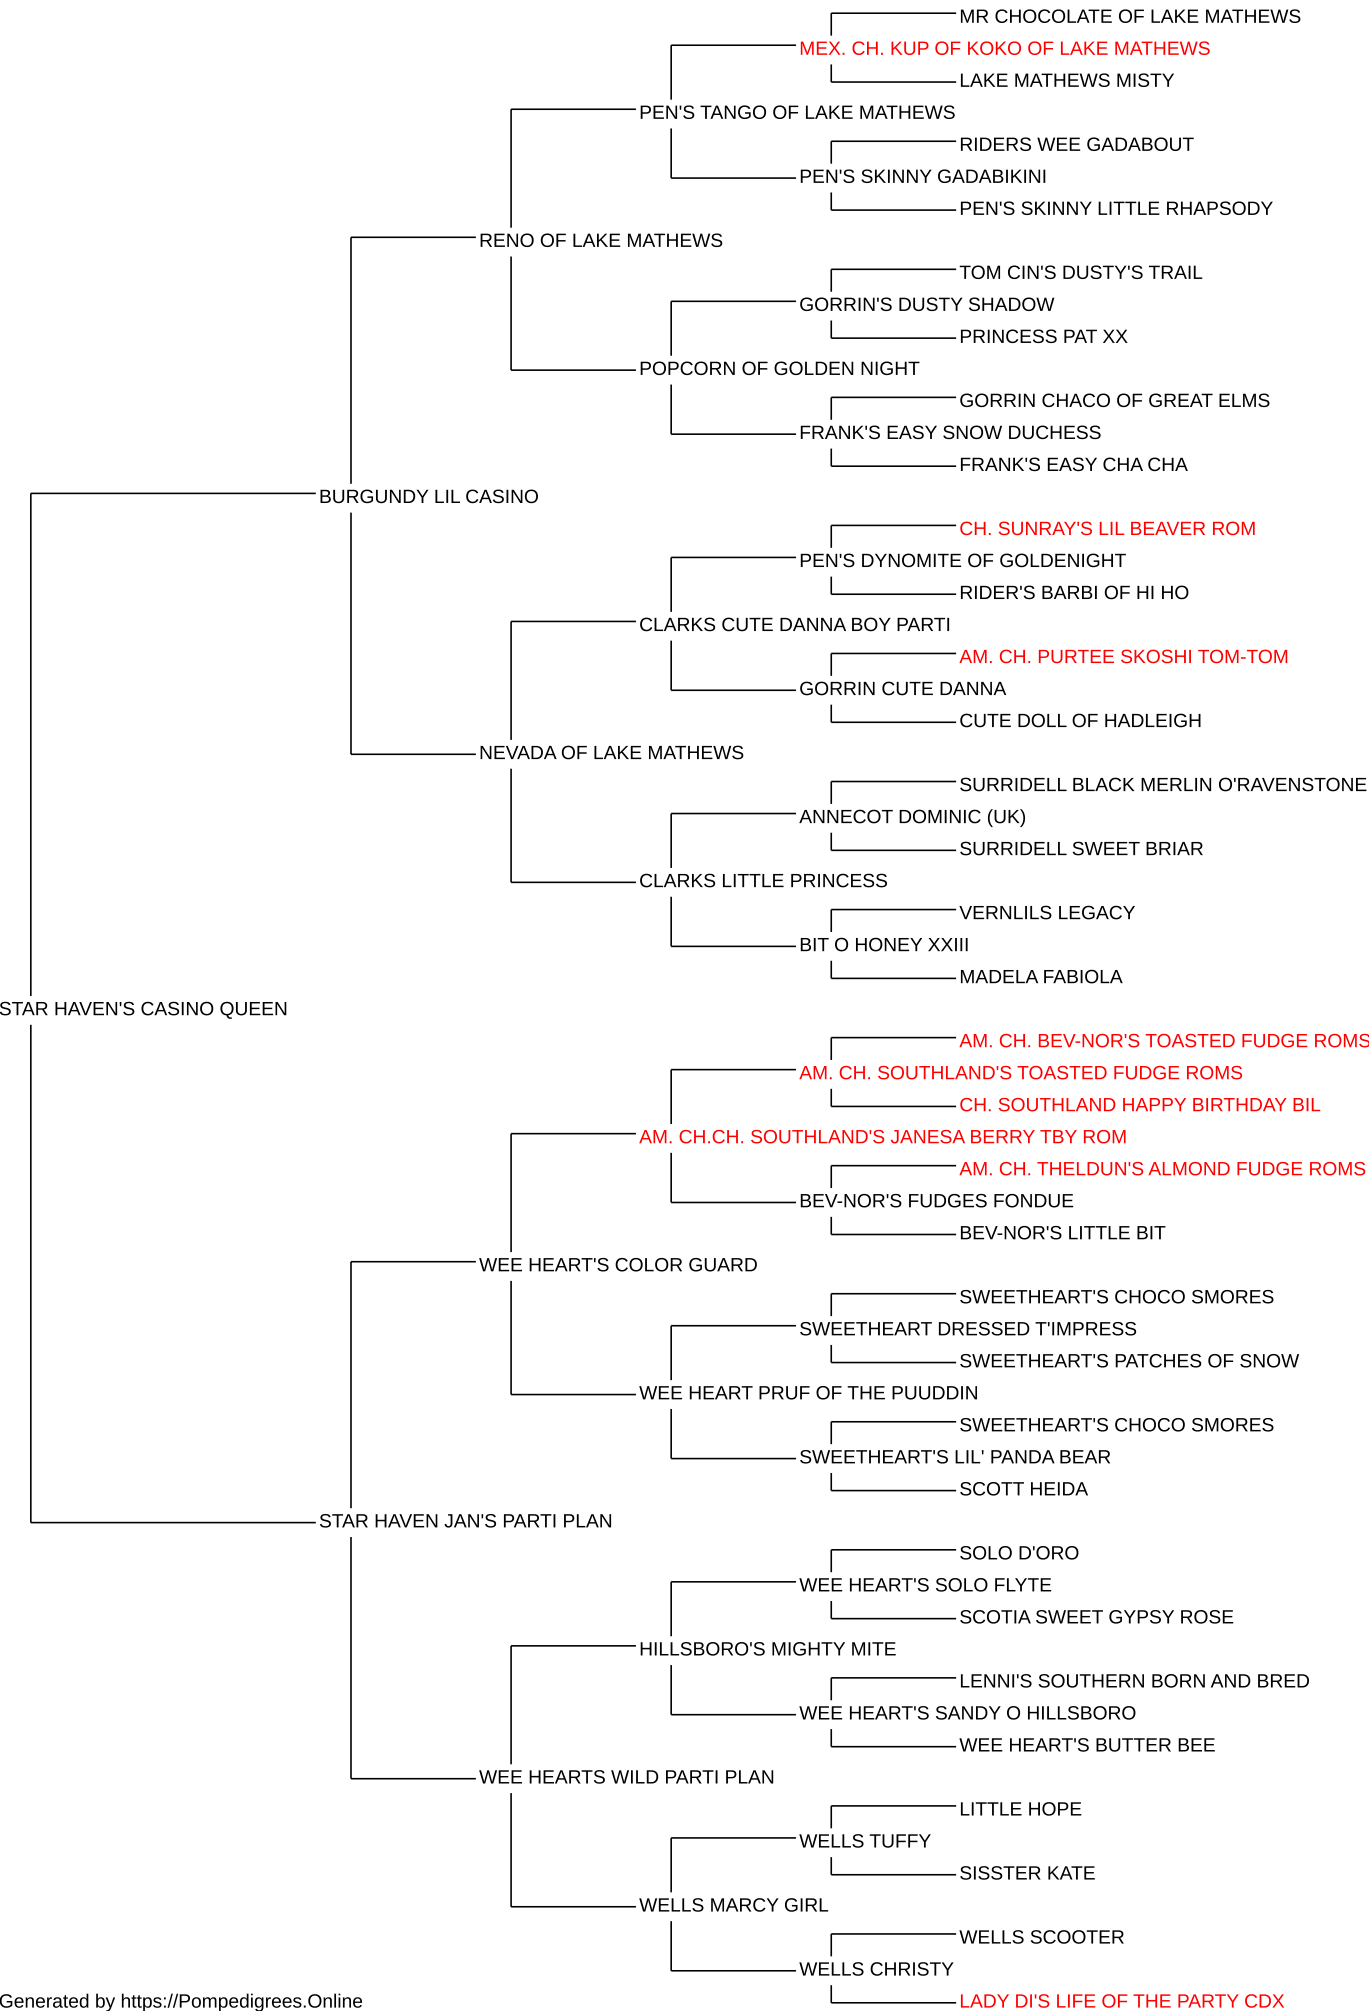 MR CHOCOLATE OF LAKE MATHEWS
MEX. CH. KUP OF KOKO OF LAKE MATHEWS
LAKE MATHEWS MISTY
PEN'S TANGO OF LAKE MATHEWS
RIDERS WEE GADABOUT
PEN'S SKINNY GADABIKINI
PEN'S SKINNY LITTLE RHAPSODY
RENO OF LAKE MATHEWS
TOM CIN'S DUSTY'S TRAIL
GORRIN'S DUSTY SHADOW
PRINCESS PAT XX
POPCORN OF GOLDEN NIGHT
GORRIN CHACO OF GREAT ELMS
FRANK'S EASY SNOW DUCHESS
FRANK'S EASY CHA CHA
BURGUNDY LIL CASINO
CH. SUNRAY'S LIL BEAVER ROM
PEN'S DYNOMITE OF GOLDENIGHT
RIDER'S BARBI OF HI HO
CLARKS CUTE DANNA BOY PARTI
AM. CH. PURTEE SKOSHI TOM-TOM
GORRIN CUTE DANNA
CUTE DOLL OF HADLEIGH
NEVADA OF LAKE MATHEWS
SURRIDELL BLACK MERLIN O'RAVENSTONE
ANNECOT DOMINIC (UK)
SURRIDELL SWEET BRIAR
CLARKS LITTLE PRINCESS
VERNLILS LEGACY
BIT O HONEY XXIII
MADELA FABIOLA
STAR HAVEN'S CASINO QUEEN
AM. CH. BEV-NOR'S TOASTED FUDGE ROMS
AM. CH. SOUTHLAND'S TOASTED FUDGE ROMS
CH. SOUTHLAND HAPPY BIRTHDAY BIL
AM. CH.CH. SOUTHLAND'S JANESA BERRY TBY ROM
AM. CH. THELDUN'S ALMOND FUDGE ROMS
BEV-NOR'S FUDGES FONDUE
BEV-NOR'S LITTLE BIT
WEE HEART'S COLOR GUARD
SWEETHEART'S CHOCO SMORES
SWEETHEART DRESSED T'IMPRESS
SWEETHEART'S PATCHES OF SNOW
WEE HEART PRUF OF THE PUUDDIN
SWEETHEART'S CHOCO SMORES
SWEETHEART'S LIL' PANDA BEAR
SCOTT HEIDA
STAR HAVEN JAN'S PARTI PLAN
SOLO D'ORO
WEE HEART'S SOLO FLYTE
SCOTIA SWEET GYPSY ROSE
HILLSBORO'S MIGHTY MITE
LENNI'S SOUTHERN BORN AND BRED
WEE HEART'S SANDY O HILLSBORO
WEE HEART'S BUTTER BEE
WEE HEARTS WILD PARTI PLAN
LITTLE HOPE
WELLS TUFFY
SISSTER KATE
WELLS MARCY GIRL
WELLS SCOOTER
WELLS CHRISTY
LADY DI'S LIFE OF THE PARTY CDX
Generated by https://Pompedigrees.Online